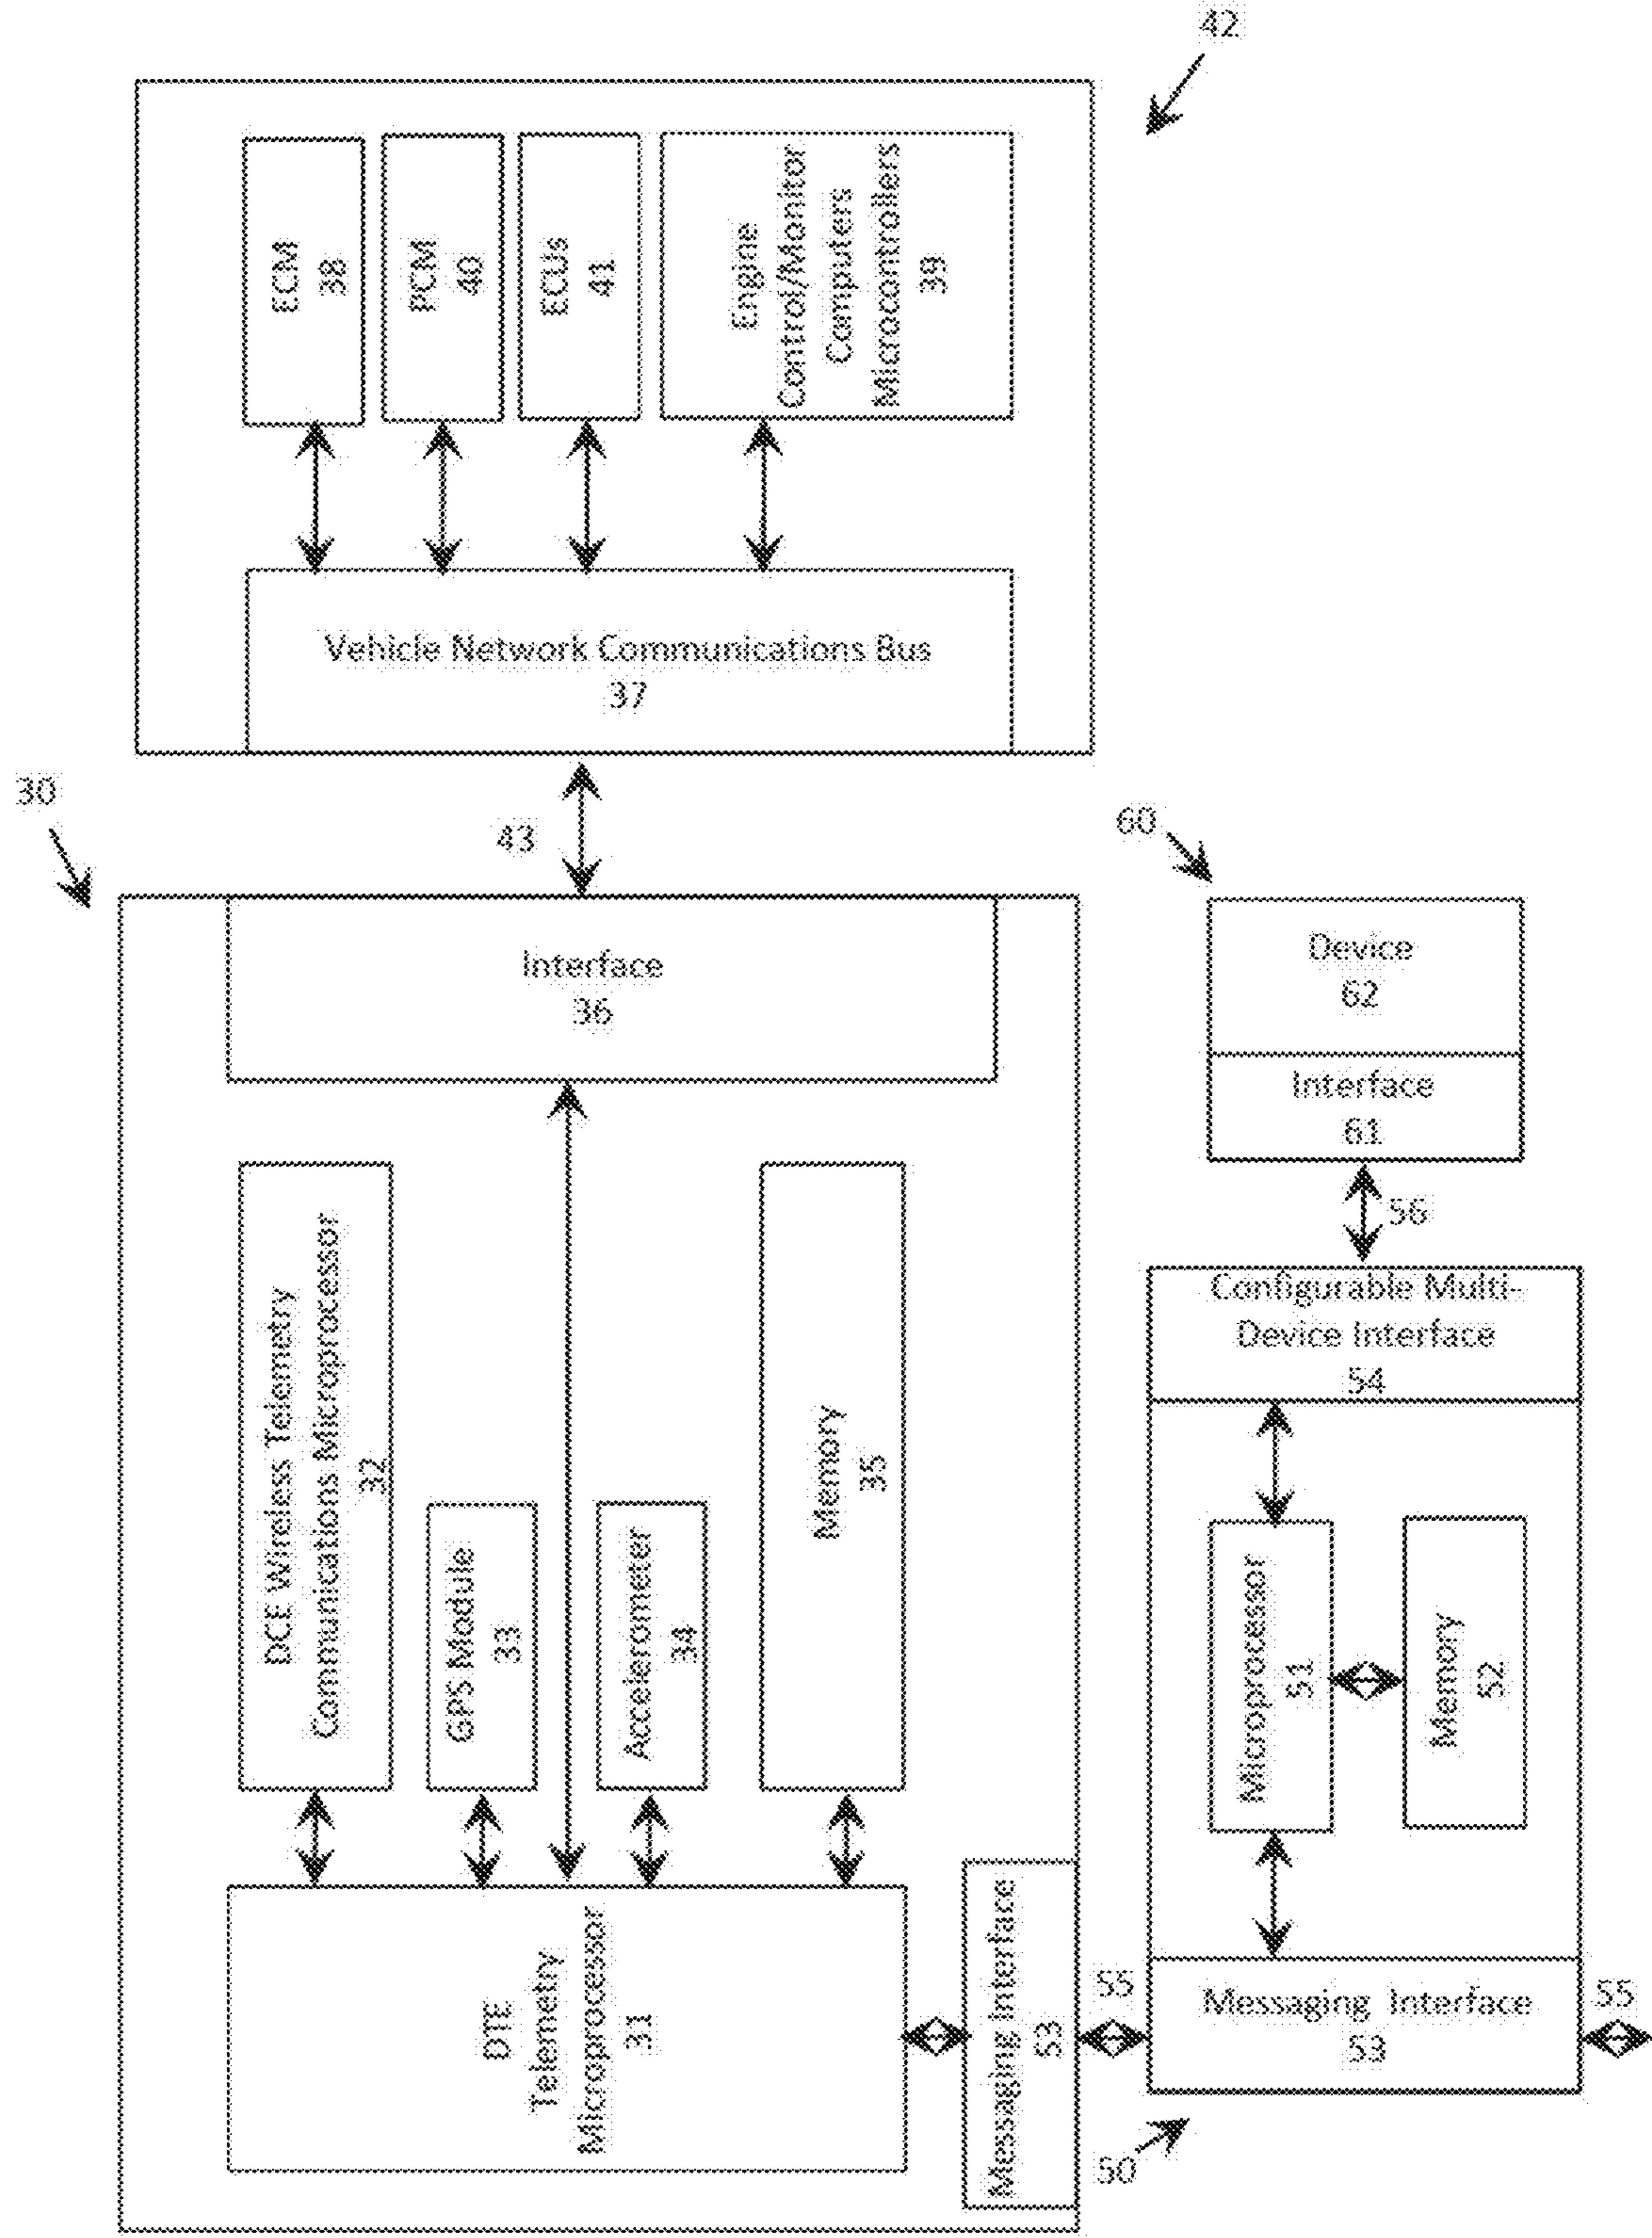 42
ECM
38
PCM
40
ECUs
41
Engine
Control/Monitor
Computers
Microcontrollers
39
Vehicle Network Communications Bus
37
30
43
60
Interface
36
Device
62
Interface
61
56
DCE Wireless Telemetry
Communications Microprocessor
32
GPS Module
33
Accelerometer
34
Memory
35
Configurable Multi-
Device Interface
54
Microprocessor
51
Memory
52
DTE
Telemetry
Microprocessor
31
Messaging Interface
53
55
Messaging Interface
53
55
50